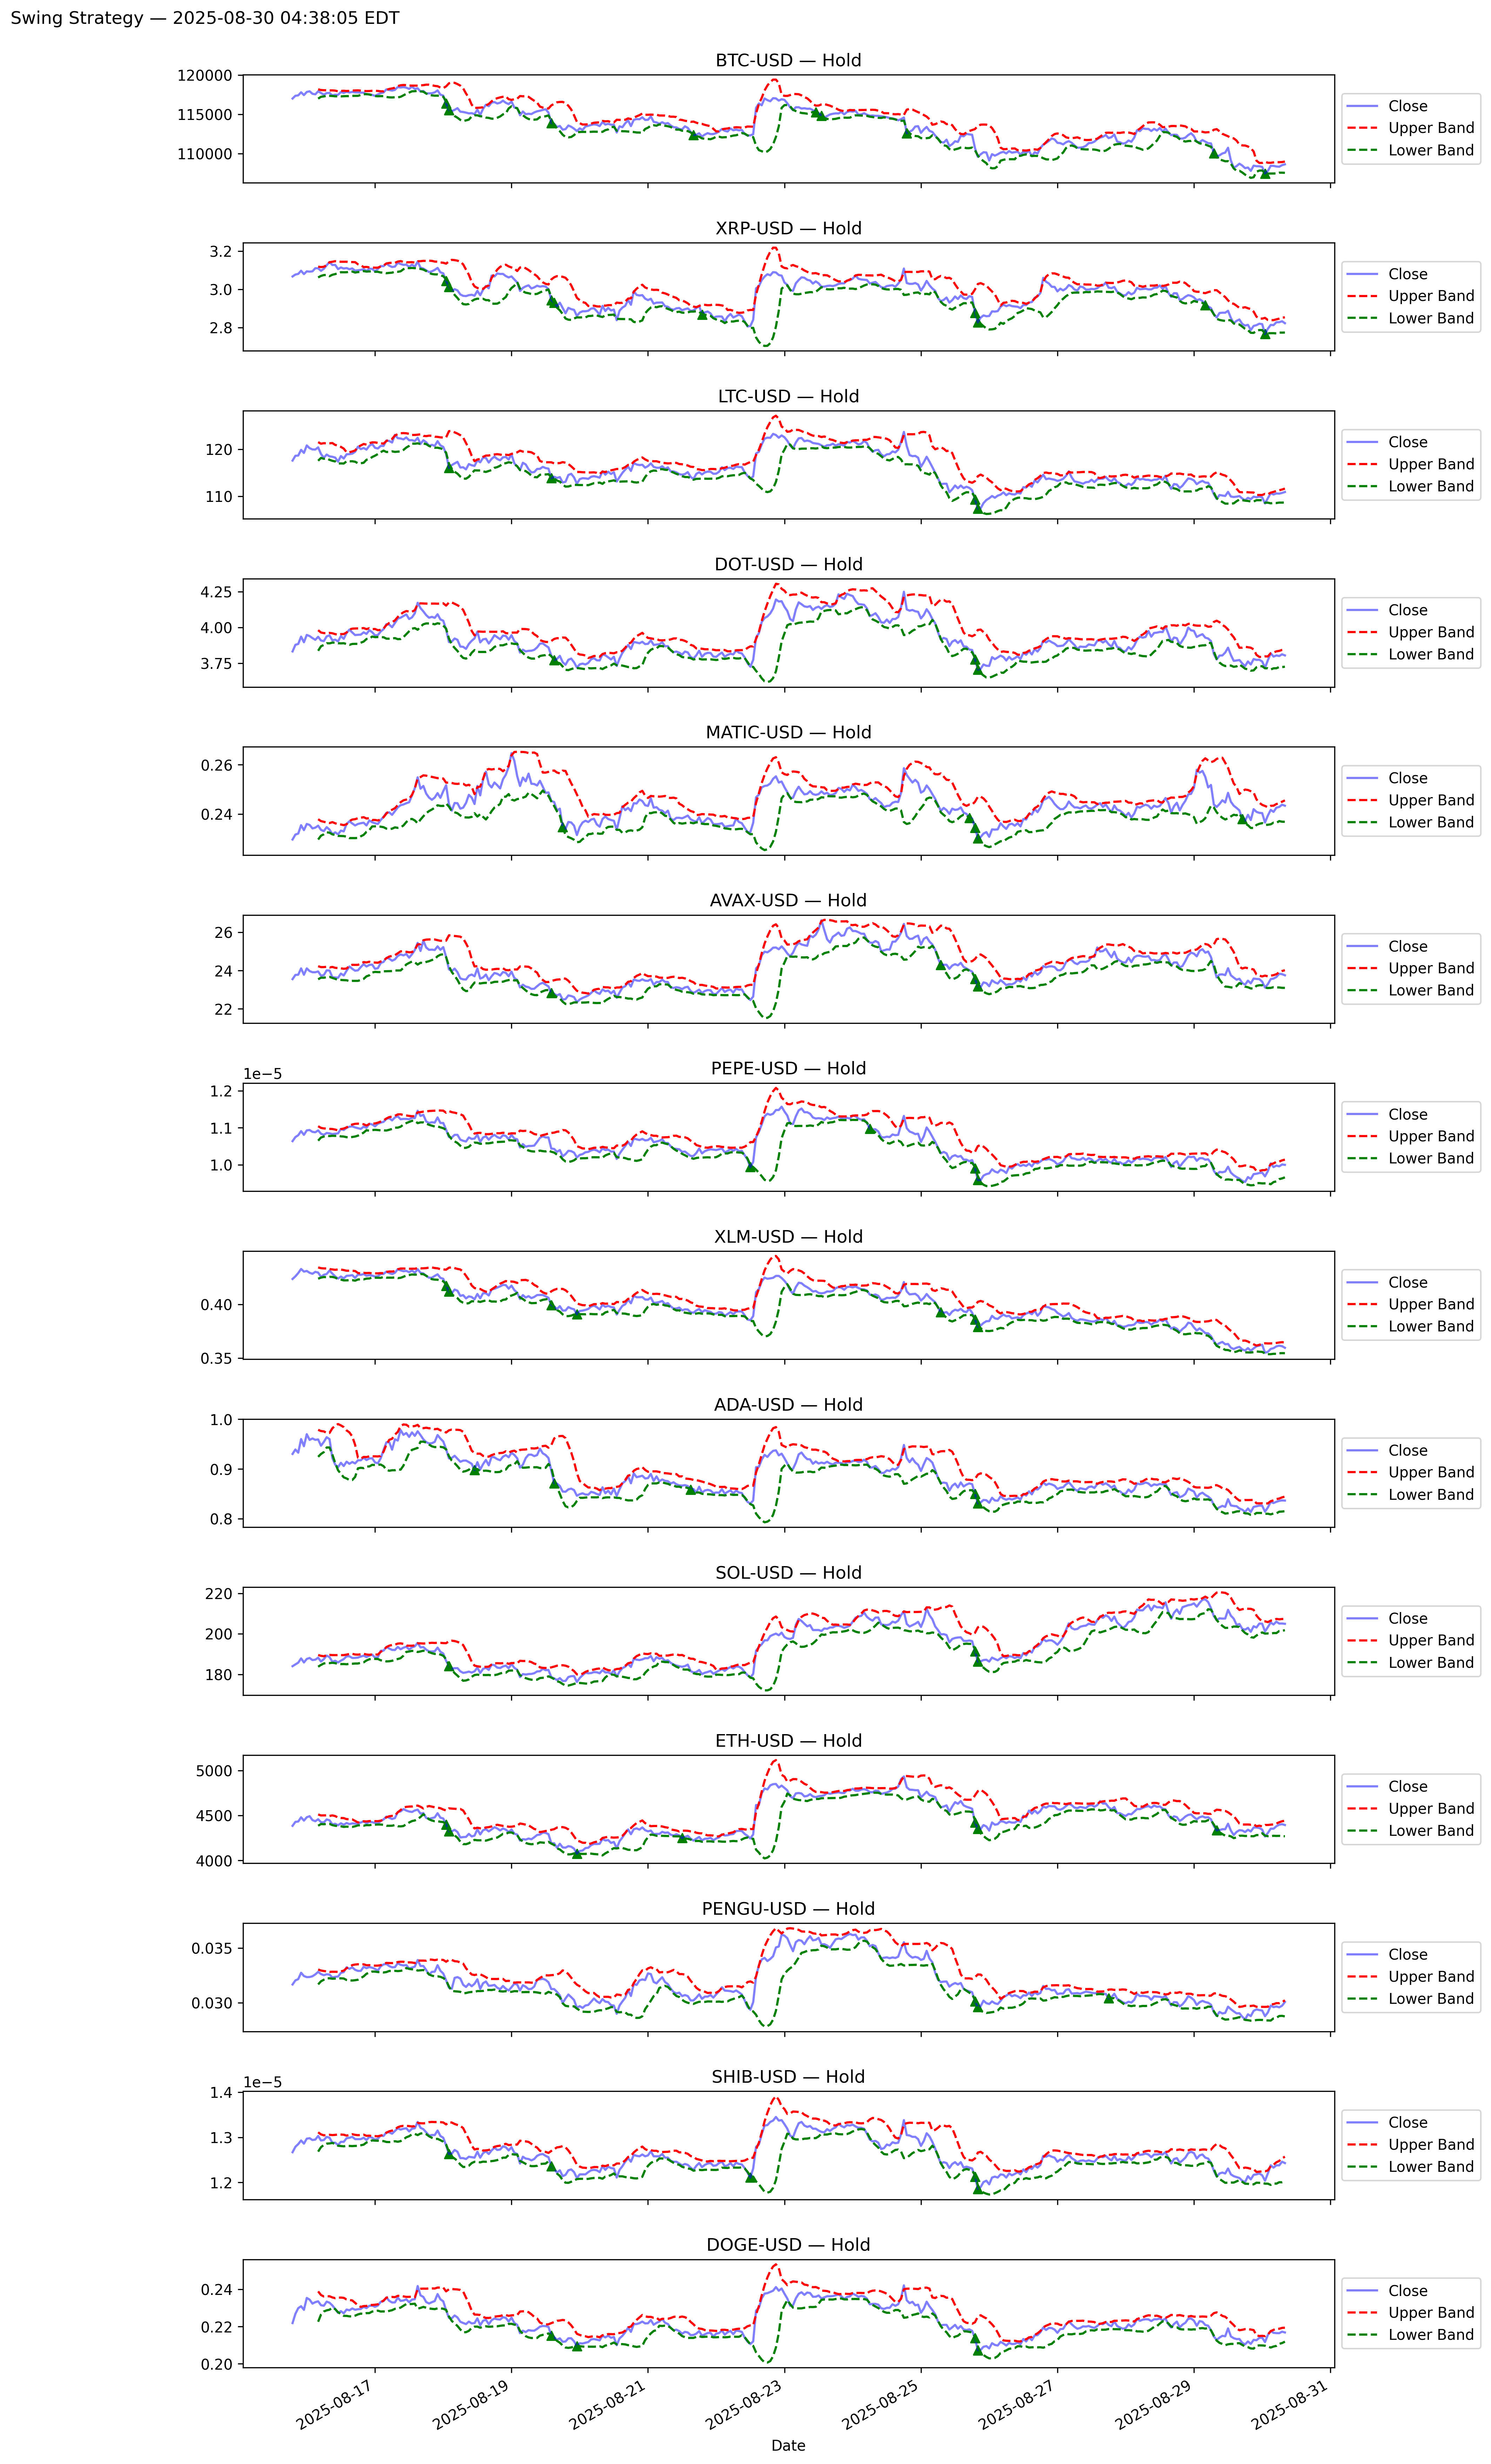 Swing Strategy — 2025-08-30 04:38:05 EDT
BTC-USD — Hold
120000
115000
110000
Close
Upper Band
Lower Band
XRP-USD — Hold
3.2
3.0
2.8
Close
Upper Band
Lower Band
LTC-USD — Hold
120
110
Close
Upper Band
Lower Band
DOT-USD — Hold
4.25
4.00
3.75
Close
Upper Band
Lower Band
MATIC-USD — Hold
0.26
0.24
Close
Upper Band
Lower Band
AVAX-USD — Hold
26
24
22
Close
Upper Band
Lower Band
PEPE-USD — Hold
1e−5
1.2
1.1
1.0
Close
Upper Band
Lower Band
XLM-USD — Hold
0.40
0.35
Close
Upper Band
Lower Band
ADA-USD — Hold
1.0
0.9
0.8
Close
Upper Band
Lower Band
SOL-USD — Hold
220
200
180
Close
Upper Band
Lower Band
ETH-USD — Hold
5000
4500
4000
Close
Upper Band
Lower Band
PENGU-USD — Hold
0.035
0.030
Close
Upper Band
Lower Band
SHIB-USD — Hold
1e−5
1.4
1.3
1.2
Close
Upper Band
Lower Band
DOGE-USD — Hold
0.24
0.22
0.20
Close
Upper Band
Lower Band
2025-08-17
2025-08-19
2025-08-21
2025-08-23
2025-08-25
2025-08-27
2025-08-29
2025-08-31
Date